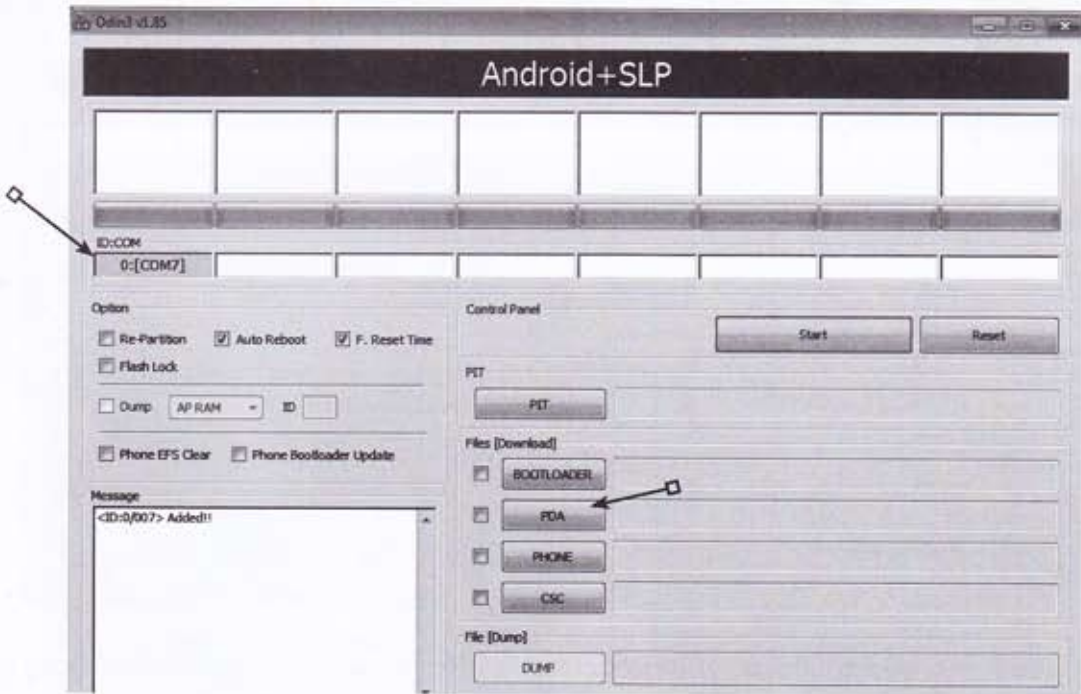 Odin3 v1.85
Android+SLP
ID:COM
0:[COM7]
Option
Re-Partition Auto Reboot F. Reset Time
Flash Lock
Dump AP RAM ID
Phone EFS Clear Phone Bootloader Update
Message
<ID:0/007> Added!!
Control Panel
Start Reset
PIT
PIT
Files [Download]
BOOTLOADER
PDA
PHONE
CSC
File [Dump]
DUMP